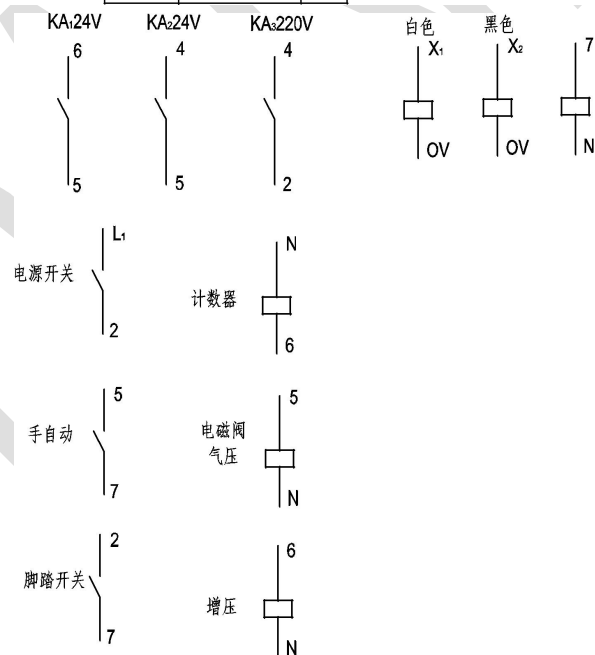 KA₁24V KA₂24V KA₃220V 白色 黑色
6 4 4 X₁ X₂ 7
5 5 2 OV OV N
L₁ N
电源开关 计数器
2 6
5 5
手自动 电磁阀
气压
7 N
2 6
脚踏开关 增压
7 N